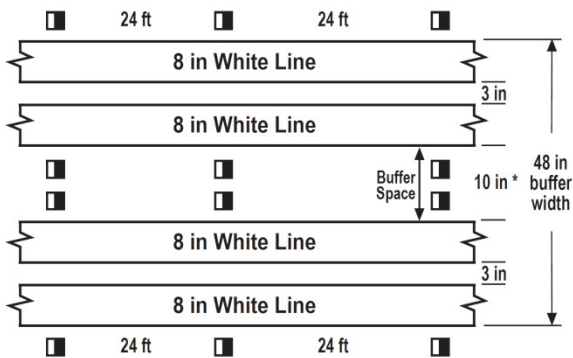 24 ft 24 ft
8 in White Line
3 in
8 in White Line
Buffer
Space
10 in *
48 in
buffer
width
8 in White Line
3 in
8 in White Line
24 ft 24 ft